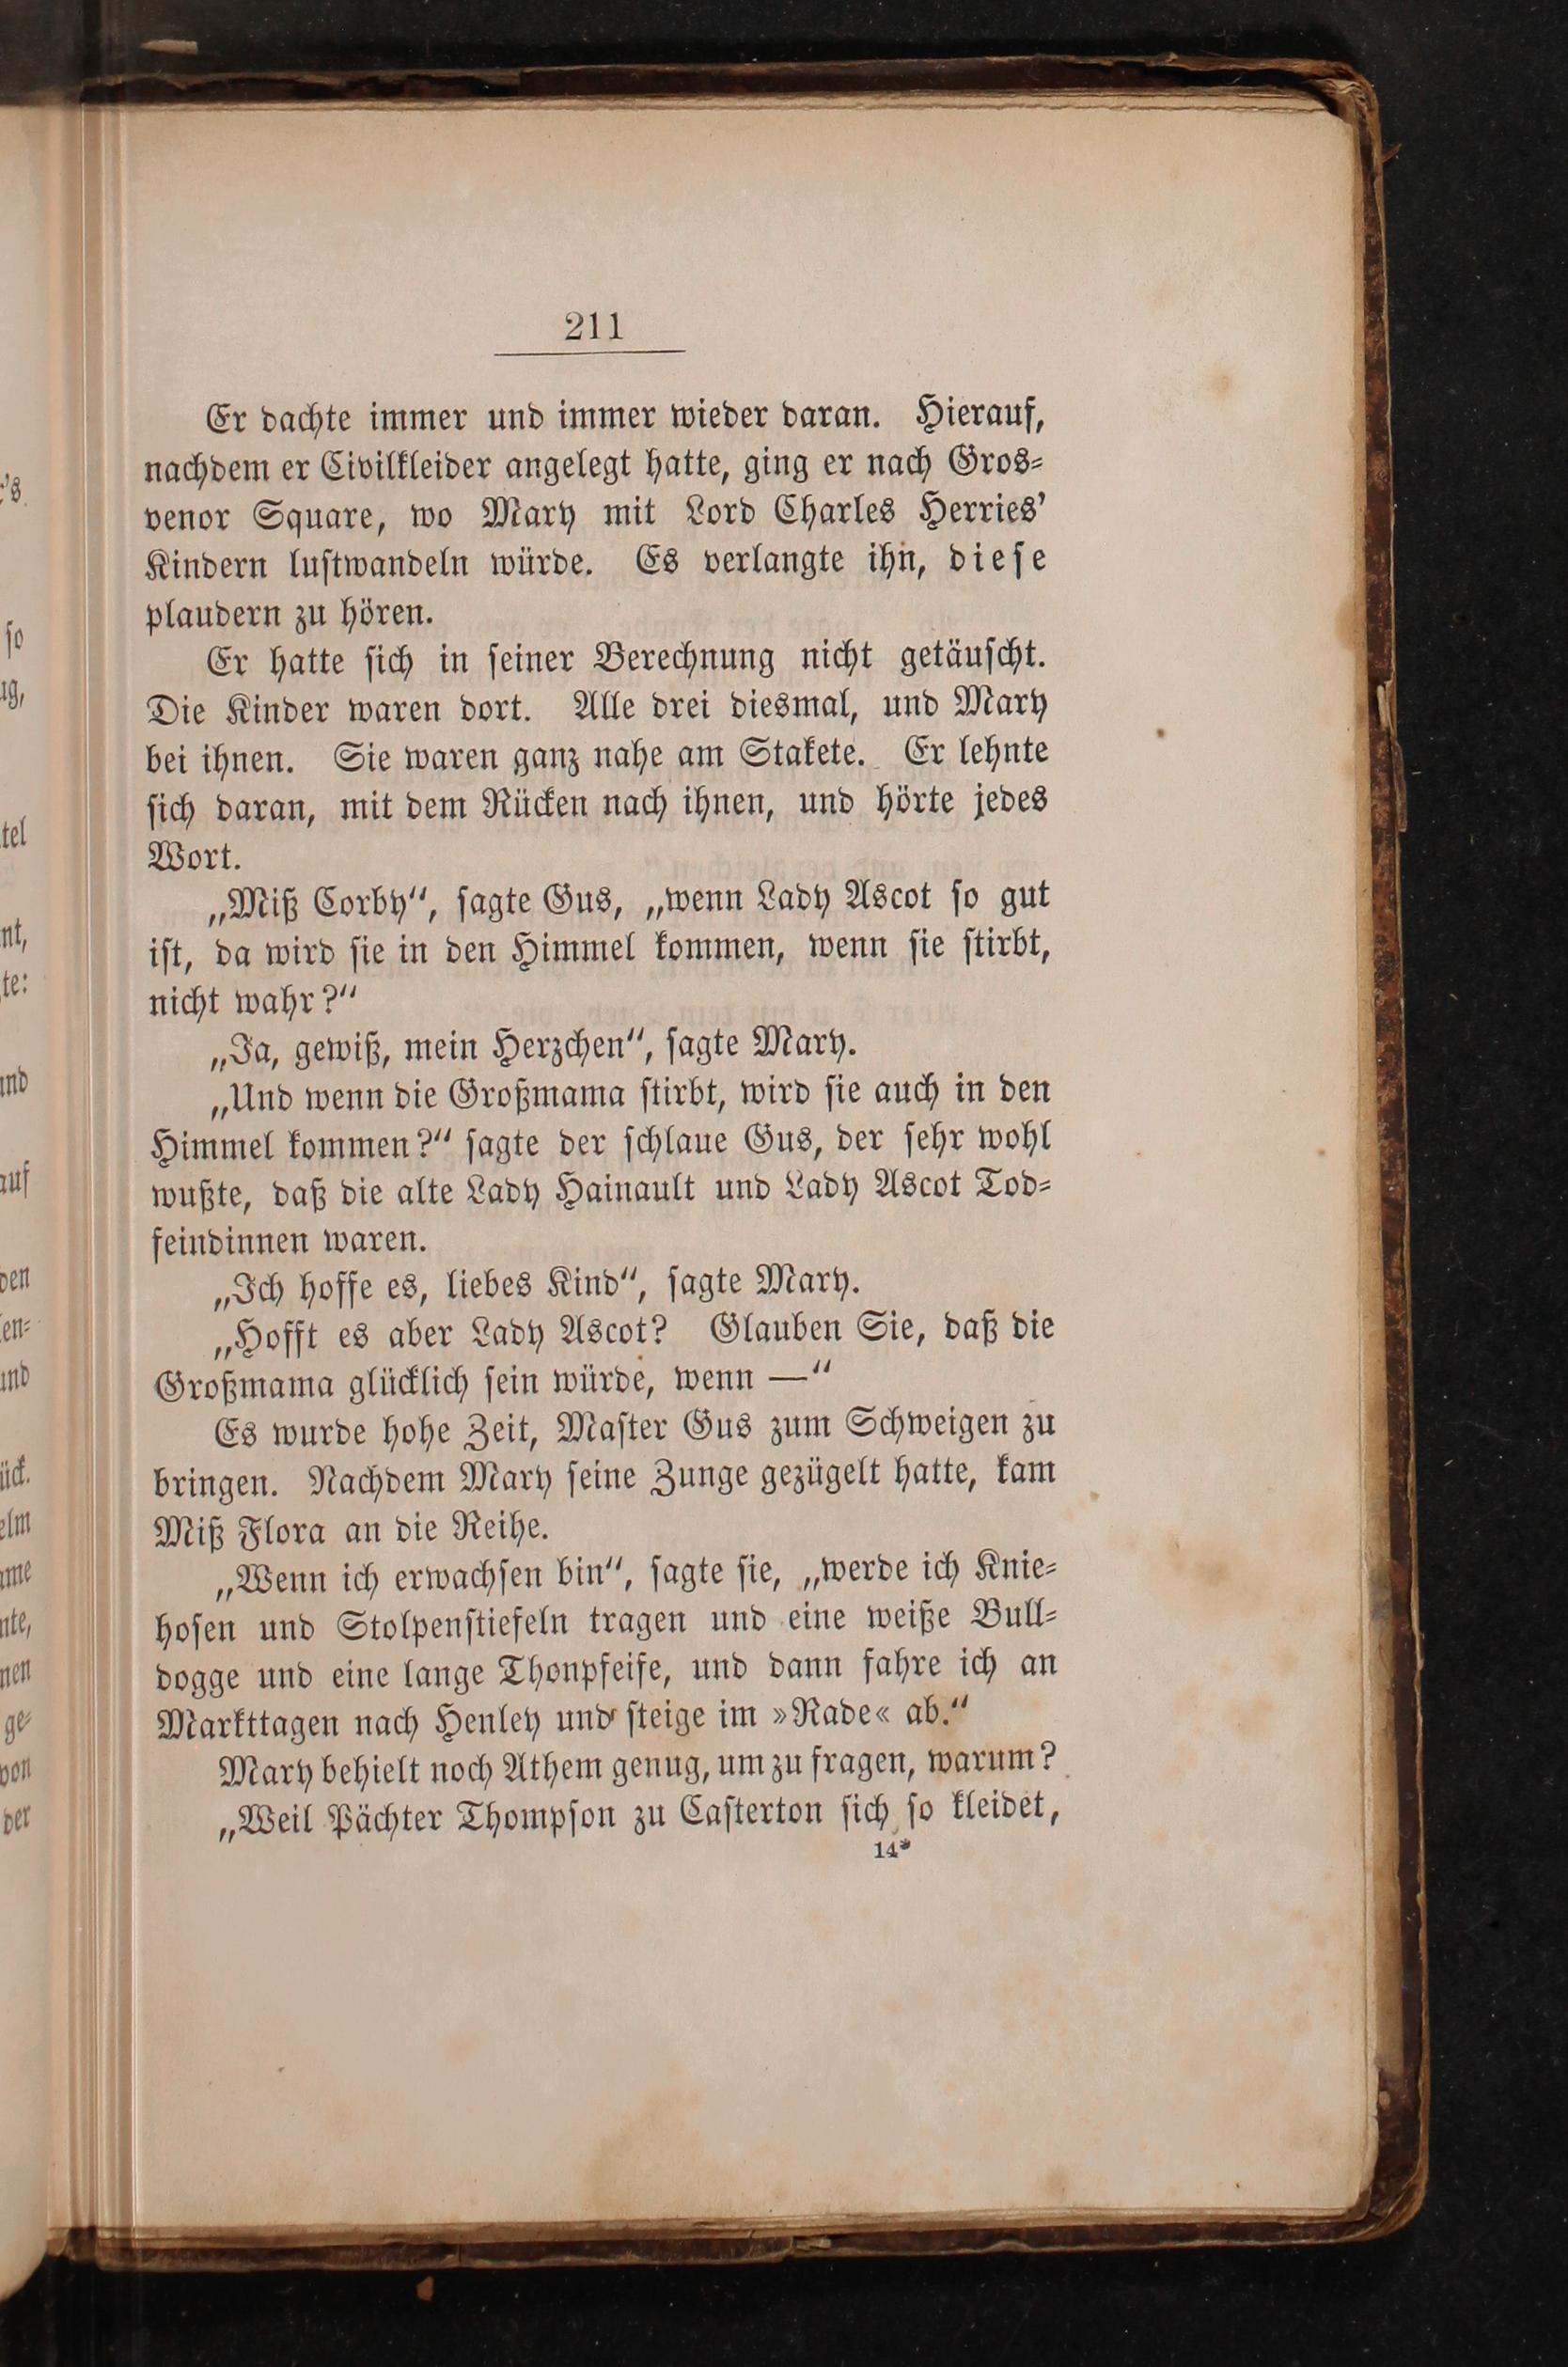 211
Er dachte immer und immer wieder daran. Hierauf,
nachdem er Civilkleider angelegt hatte, ging er nach Gros-
venor Square, wo Mary mit Lord Charles Herries'
Kindern lustwandeln würde. Es verlangte ihn, diese
plaudern zu hören.
Er hatte sich in seiner Berechnung nicht getäuscht.
Die Kinder waren dort. Alle drei diesmal, und Mary
bei ihnen. Sie waren ganz nahe am Stakete. Er lehnte
sich daran, mit dem Rücken nach ihnen, und hörte jedes
Wort.
„Miß Corby“, sagte Gus, „wenn Lady Ascot so gut
ist, da wird sie in den Himmel kommen, wenn sie stirbt,
nicht wahr?“
„Ja, gewiß, mein Herzchen“, sagte Mary.
„Und wenn die Großmama stirbt, wird sie auch in den
Himmel kommen?“ sagte der schlaue Gus, der sehr wohl
wußte, daß die alte Lady Hainault und Lady Ascot Tod-
feindinnen waren.
„Ich hoffe es, liebes Kind“, sagte Mary.
„Hofft es aber Lady Ascot? Glauben Sie, daß die
Großmama glücklich sein würde, wenn —“
Es wurde hohe Zeit, Master Gus zum Schweigen zu
bringen. Nachdem Mary seine Zunge gezügelt hatte, kam
Miß Flora an die Reihe.
„Wenn ich erwachsen bin“, sagte sie, „werde ich Knie-
hosen und Stolpenstiefeln tragen und eine weiße Bull-
dogge und eine lange Thonpfeife, und dann fahre ich an
Markttagen nach Henley und steige im »Rade« ab.“
Mary behielt noch Athem genug, um zu fragen, warum?
„Weil Pächter Thompson zu Casterton sich so kleidet,
14*